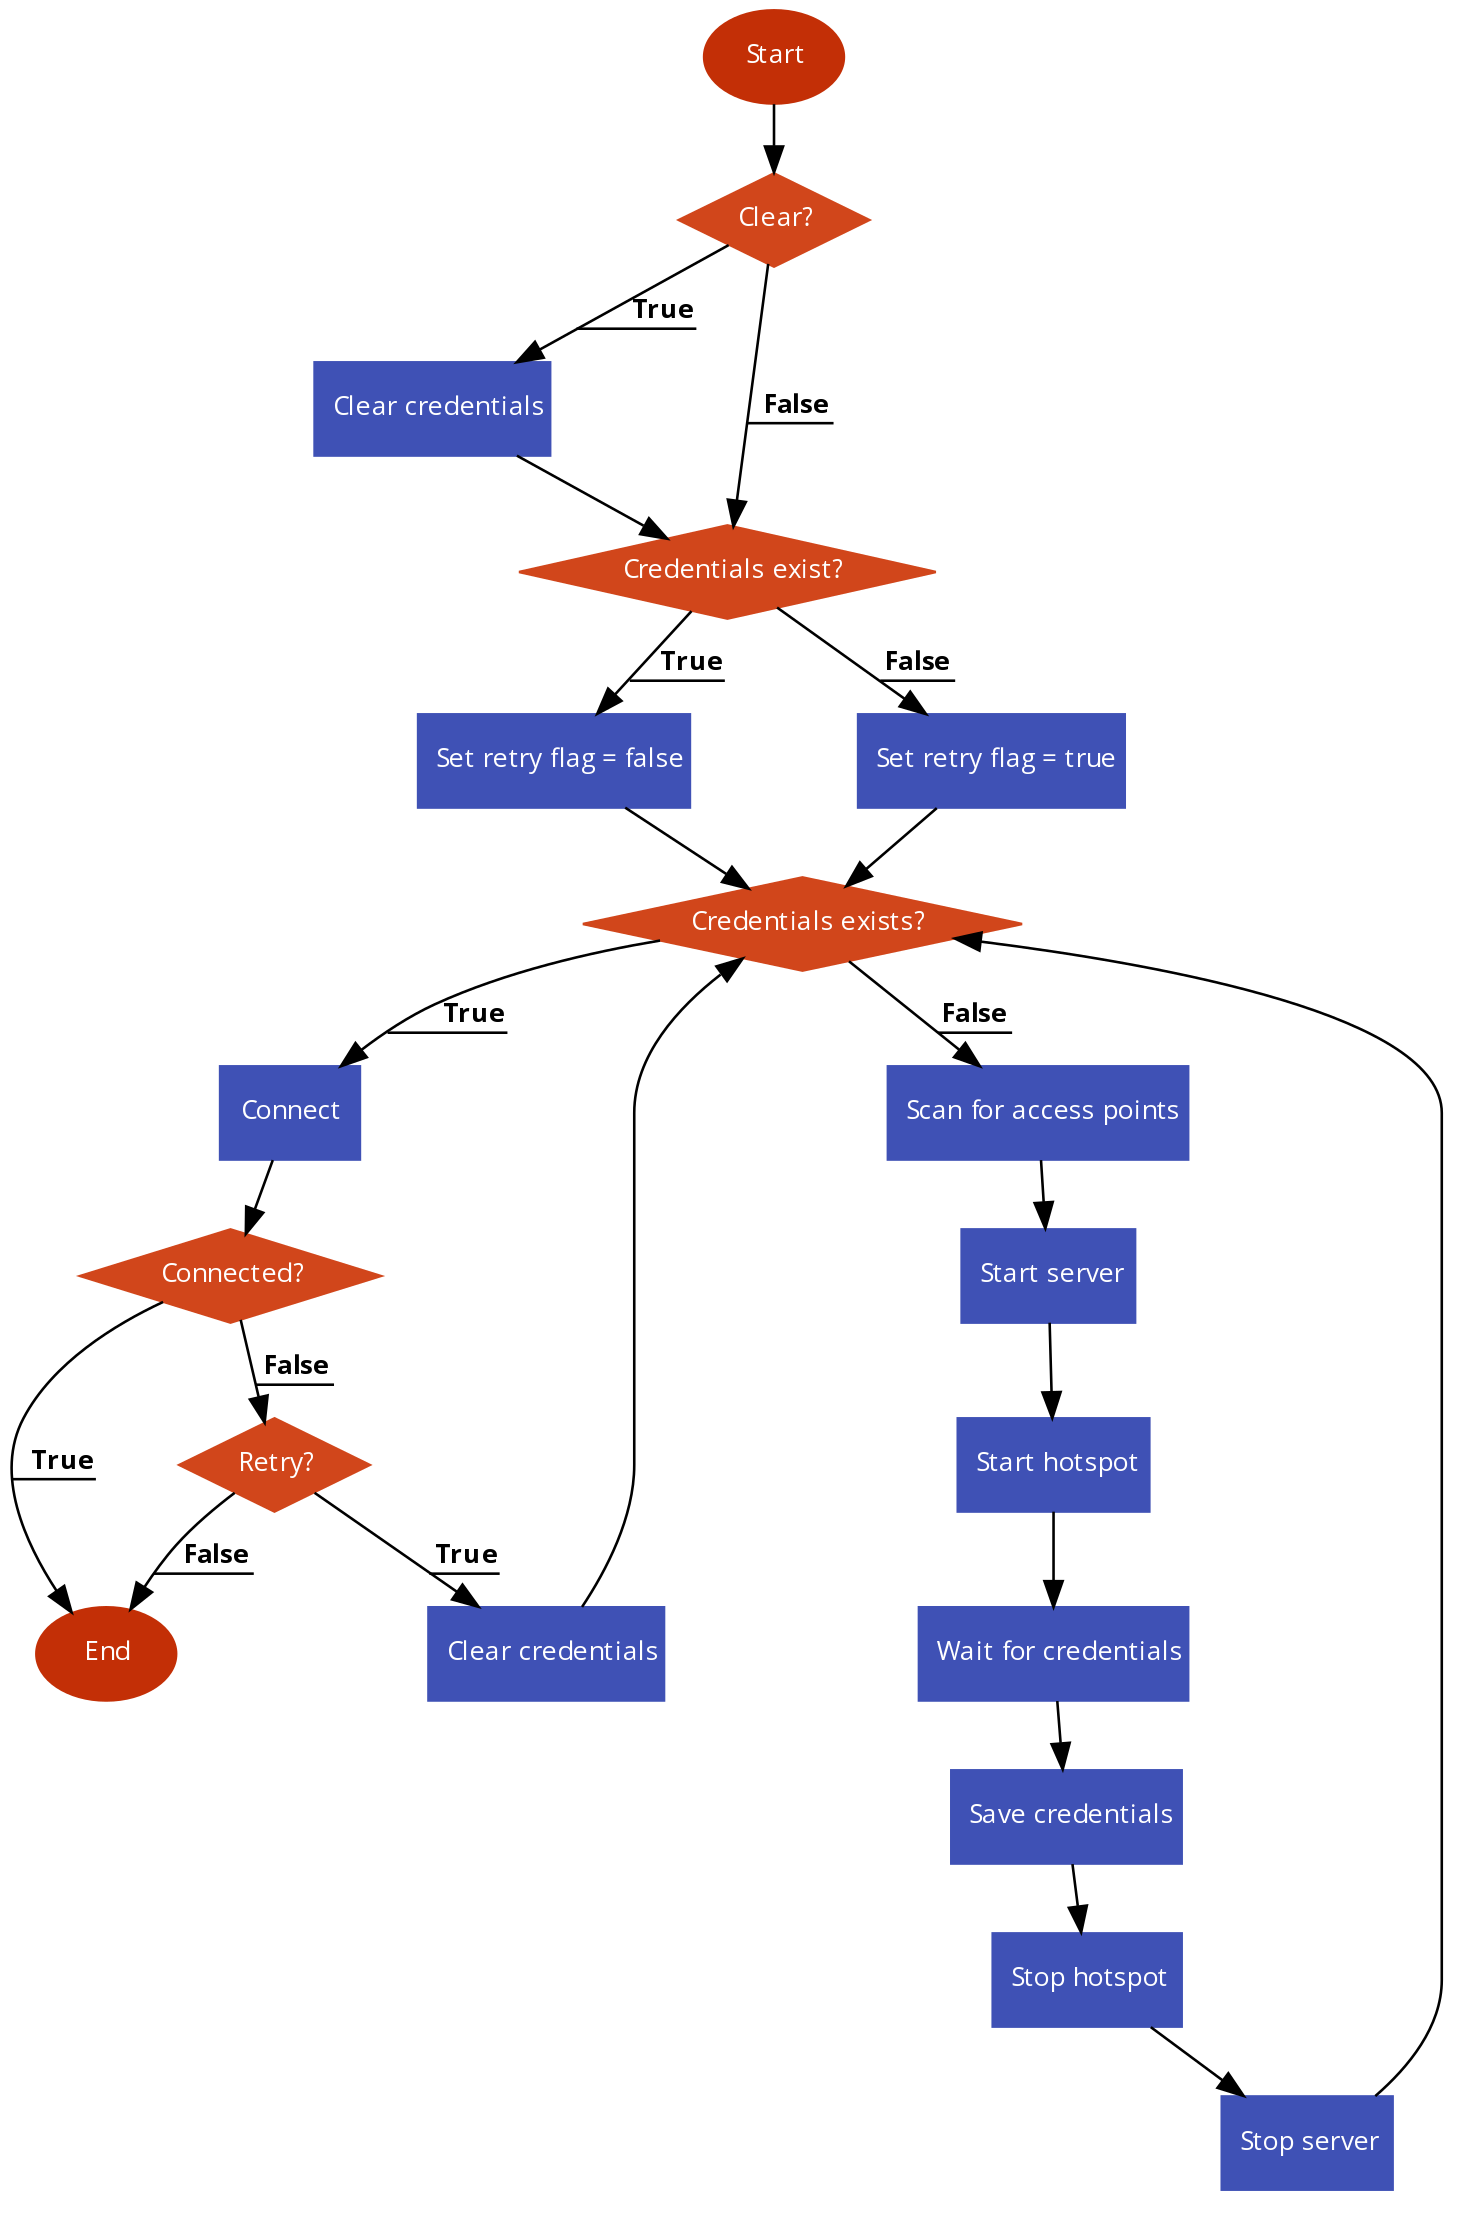 Start
Clear?
True
Clear credentials
False
Credentials exist?
True
False
Set retry flag = false
Set retry flag = true
Credentials exists?
True
False
Connect
Scan for access points
Connected?
Start server
False
True
Retry?
Start hotspot
False
True
End
Clear credentials
Wait for credentials
Save credentials
Stop hotspot
Stop server